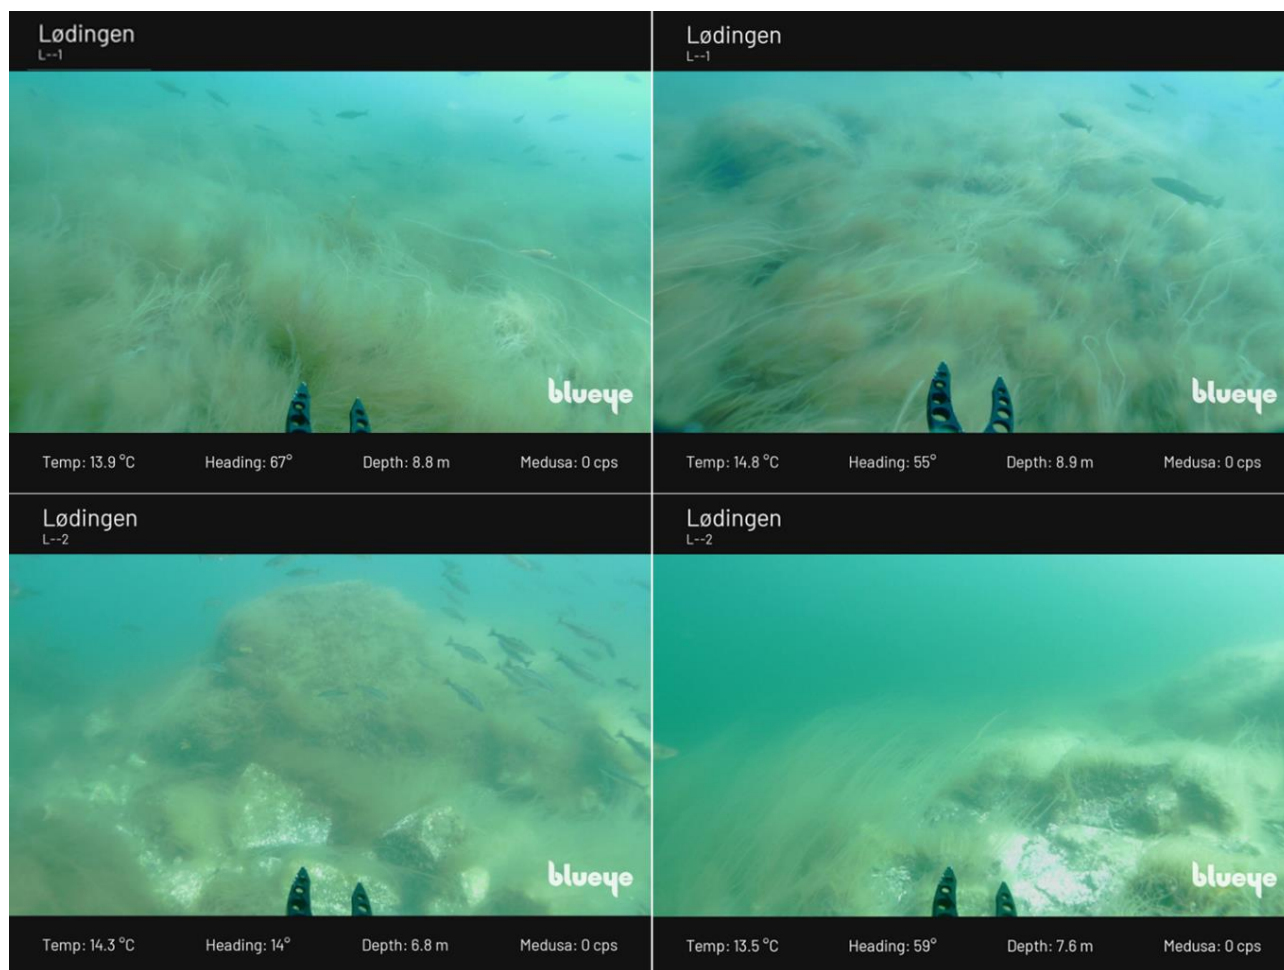 Lødingen
L--1
blueye
Temp: 13.9 °C Heading: 67° Depth: 8.8 m Medusa: 0 cps
Lødingen
L--1
blueye
Temp: 14.8 °C Heading: 55° Depth: 8.9 m Medusa: 0 cps
Lødingen
L--2
blueye
Temp: 14.3 °C Heading: 14° Depth: 6.8 m Medusa: 0 cps
Lødingen
L--2
blueye
Temp: 13.5 °C Heading: 59° Depth: 7.6 m Medusa: 0 cps